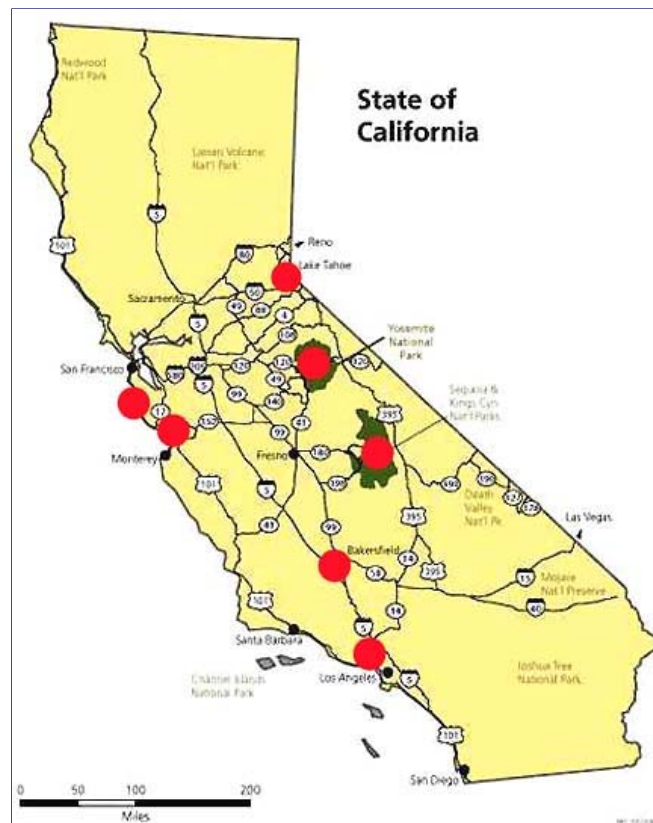 State of
California
Redwood
Nat'l Park
Lassen Volcanic
Nat'l Park
5
101
Reno
80
Lake Tahoe
50
Sacramento
49
88
4
5
108
Yosemite
National
Park
San Francisco
120
120
120
5
49
99
140
Sequoia &
Kings Cyn
Nat'l Parks
17
152
41
395
99
Monterey
Fresno
180
101
5
198
190
Death
Valley
Nat'l Pk
41
99
395
Las Vegas
Bakersfield
14
58
395
15
Mojave
Nat'l Preserve
101
14
40
5
Santa Barbara
Channel Islands
National Park
Los Angeles
5
Joshua Tree
National Park
101
San Diego
0 50 100 200
Miles